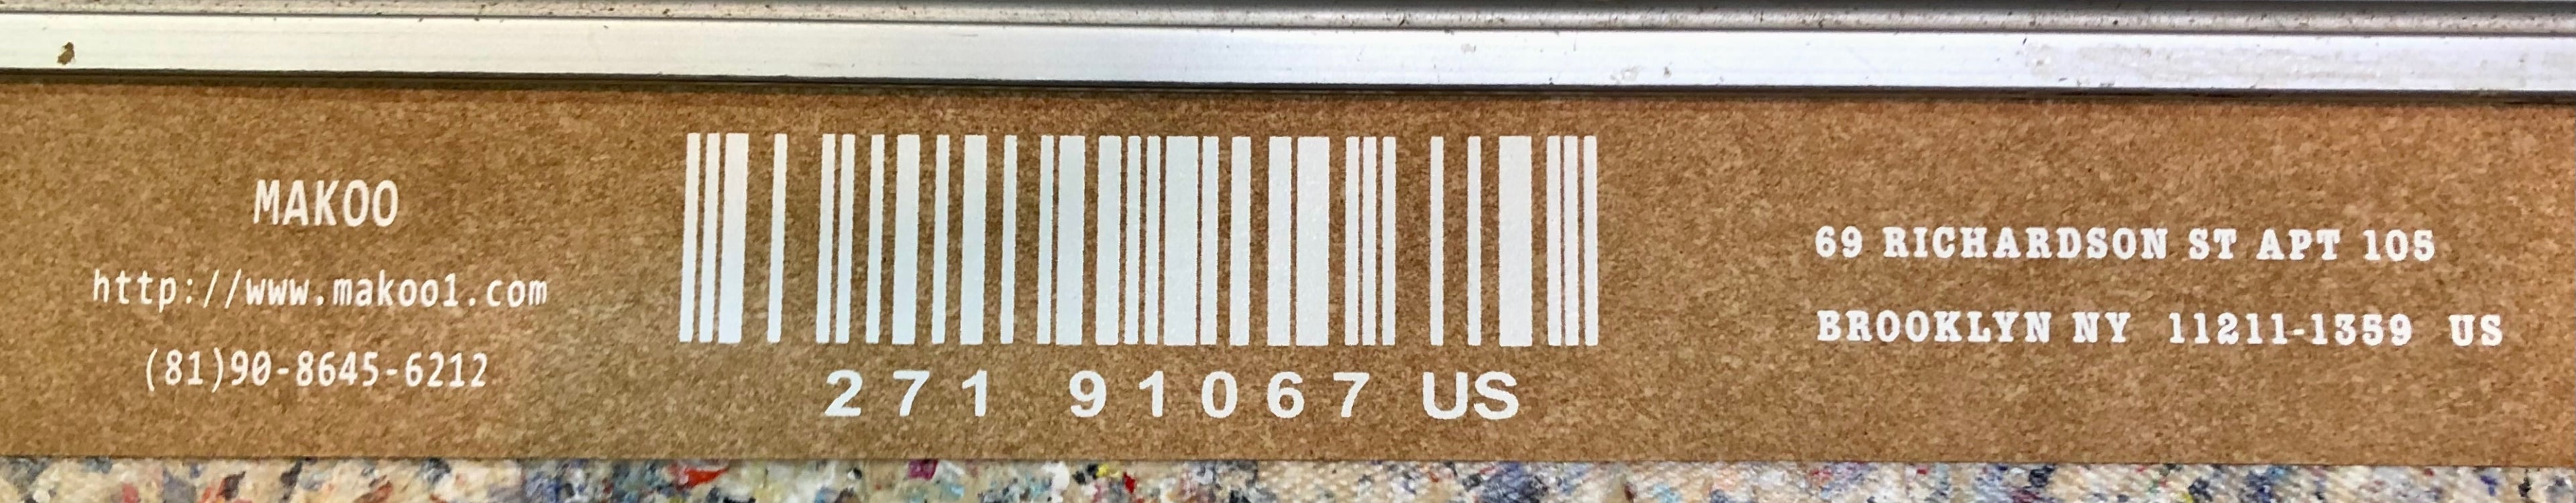 MAKOO
http://www.makoo1.com
(81)90-8645-6212
271 91067 US
69 RICHARDSON ST APT 105
BROOKLYN NY 11211-1359 US